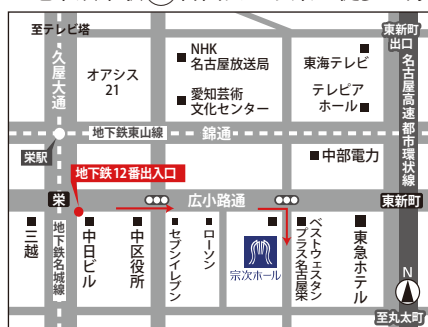 至テレビ塔
久屋大通
オアシス
21
NHK
名古屋放送局
愛知芸術
文化センター
東海テレビ
テレピア
ホール
東新町
出口
名古屋高速都市環状線
地下鉄東山線
錦通
栄駅
中部電力
地下鉄12番出入口
栄
広小路通
東新町
三越
地下鉄名城線
中日ビル
中区役所
セブンイレブン
ローソン
宗次ホール
ベストウェスタン
プラス名古屋栄
東急ホテル
N
至丸太町